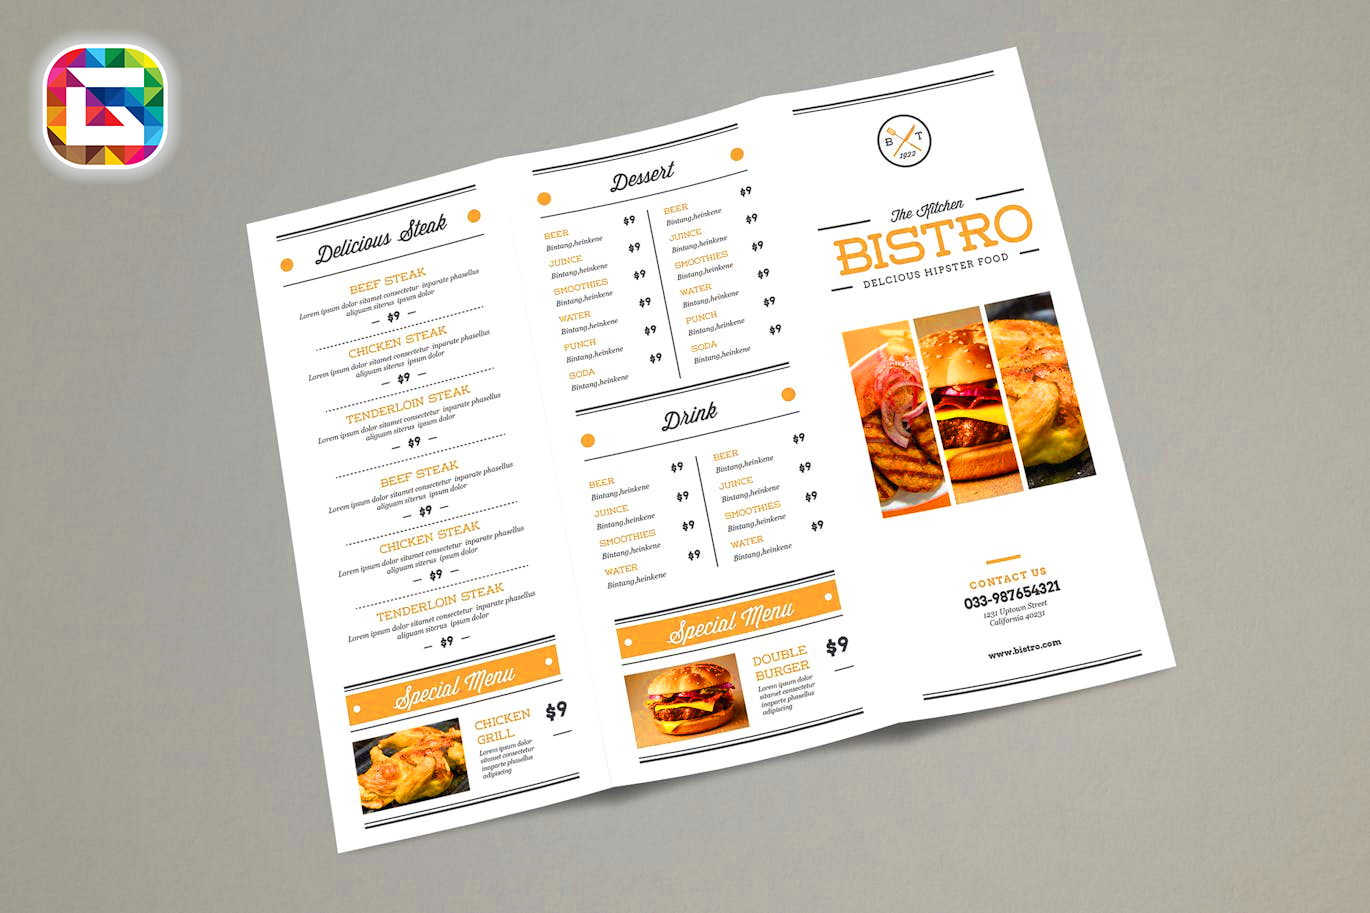 Delicious Steak
BEEF STEAK
Lorem ipsum dolor sitamet consectetur inparate phasellus
aliguam siterus ipsum dolor
— $9 —
CHICKEN STEAK
Lorem ipsum dolor sitamet consectetur inparate phasellus
aliguam siterus ipsum dolor
— $9 —
TENDERLOIN STEAK
Lorem ipsum dolor sitamet consectetur inparate phasellus
aliguam siterus ipsum dolor
— $9 —
BEEF STEAK
Lorem ipsum dolor sitamet consectetur inparate phasellus
aliguam siterus ipsum dolor
— $9 —
CHICKEN STEAK
Lorem ipsum dolor sitamet consectetur inparate phasellus
aliguam siterus ipsum dolor
— $9 —
TENDERLOIN STEAK
Lorem ipsum dolor sitamet consectetur inparate phasellus
aliguam siterus ipsum dolor
— $9 —
Special Menu
CHICKEN
GRILL
$9
Lorem ipsum dolor
sitamet consectetur
inaparte phasellus
adipiscing
Dessert
BEER $9
Bintang,heinkene
JUINCE $9
Bintang,heinkene
SMOOTHIES $9
Bintang,heinkene
WATER $9
Bintang,heinkene
PUNCH $9
Bintang,heinkene
SODA $9
Bintang,heinkene
BEER $9
Bintang,heinkene
JUINCE $9
Bintang,heinkene
SMOOTHIES $9
Bintang,heinkene
WATER $9
Bintang,heinkene
PUNCH $9
Bintang,heinkene
SODA $9
Bintang,heinkene
Drink
BEER $9
Bintang,heinkene
JUINCE $9
Bintang,heinkene
SMOOTHIES $9
Bintang,heinkene
WATER $9
Bintang,heinkene
BEER $9
Bintang,heinkene
JUINCE $9
Bintang,heinkene
SMOOTHIES $9
Bintang,heinkene
WATER $9
Bintang,heinkene
Special Menu
DOUBLE
BURGER
$9
Lorem ipsum dolor
sitamet consectetur
inaparte phasellus
adipiscing
B T
1922
The Kitchen
BISTRO
DELCIOUS HIPSTER FOOD
CONTACT US
033-987654321
1231 Uptown Street
California 40231
www.bistro.com